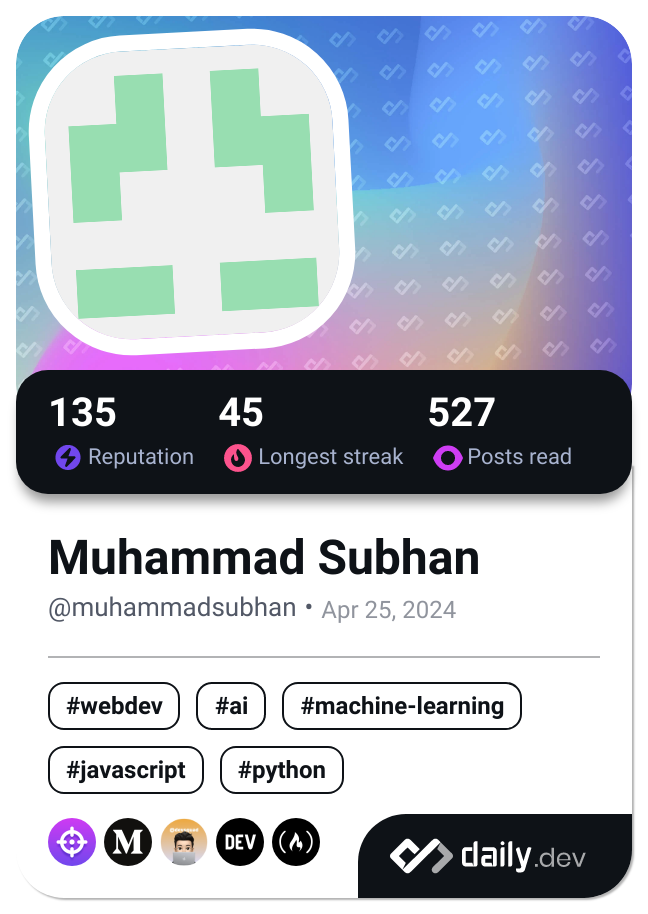 135 45 527
Reputation Longest streak Posts read
Muhammad Subhan
@muhammadsubhan • Apr 25, 2024
#webdev #ai #machine-learning
#javascript #python
M DEV
daily.dev